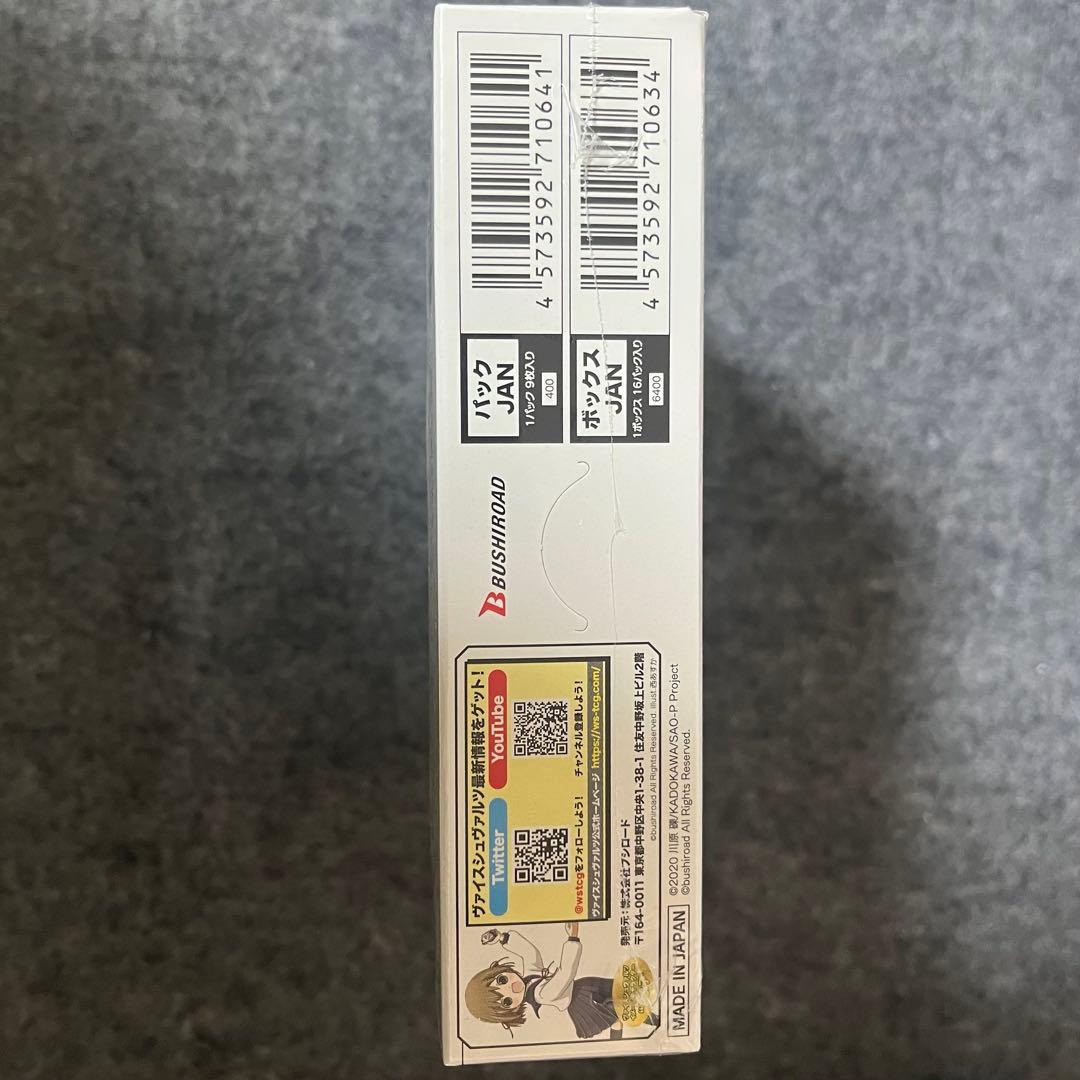 ヴァイスシュヴァルツ最新情報をゲット！
Twitter
YouTube
@wstcgをフォローしよう！
チャンネル登録しよう！
ヴァイスシュヴァルツ公式ホームページ https://ws-tcg.com/
発売元：株式会社ブシロード
〒164-0011 東京都中野区中央1-38-1 住友中野坂上ビル2階
©bushiroad All Rights Reserved. Illust.西あすか
MADE IN JAPAN
©2020 川原 礫/KADOKAWA/SAO-P Project
©bushiroad All Rights Reserved.
BUSHIROAD
パック
JAN
1パック 9枚入り
400
4 573592 710641
ボックス
JAN
1ボックス 16パック入り
6400
4 573592 710634